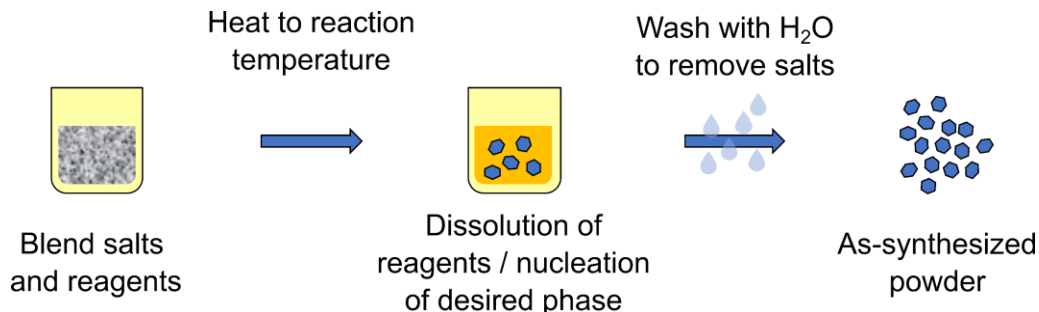 Heat to reaction
temperature
Wash with H₂O
to remove salts
Blend salts
and reagents
Dissolution of
reagents / nucleation
of desired phase
As-synthesized
powder